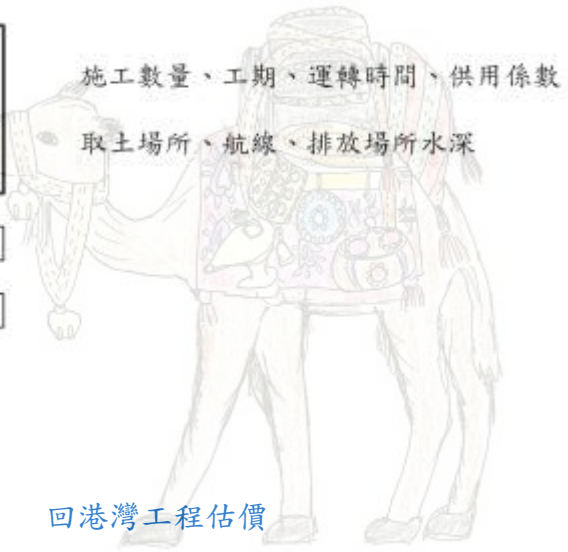 施工數量、工期、運轉時間、供用係數
取土場所、航線、排放場所水深
回港灣工程估價